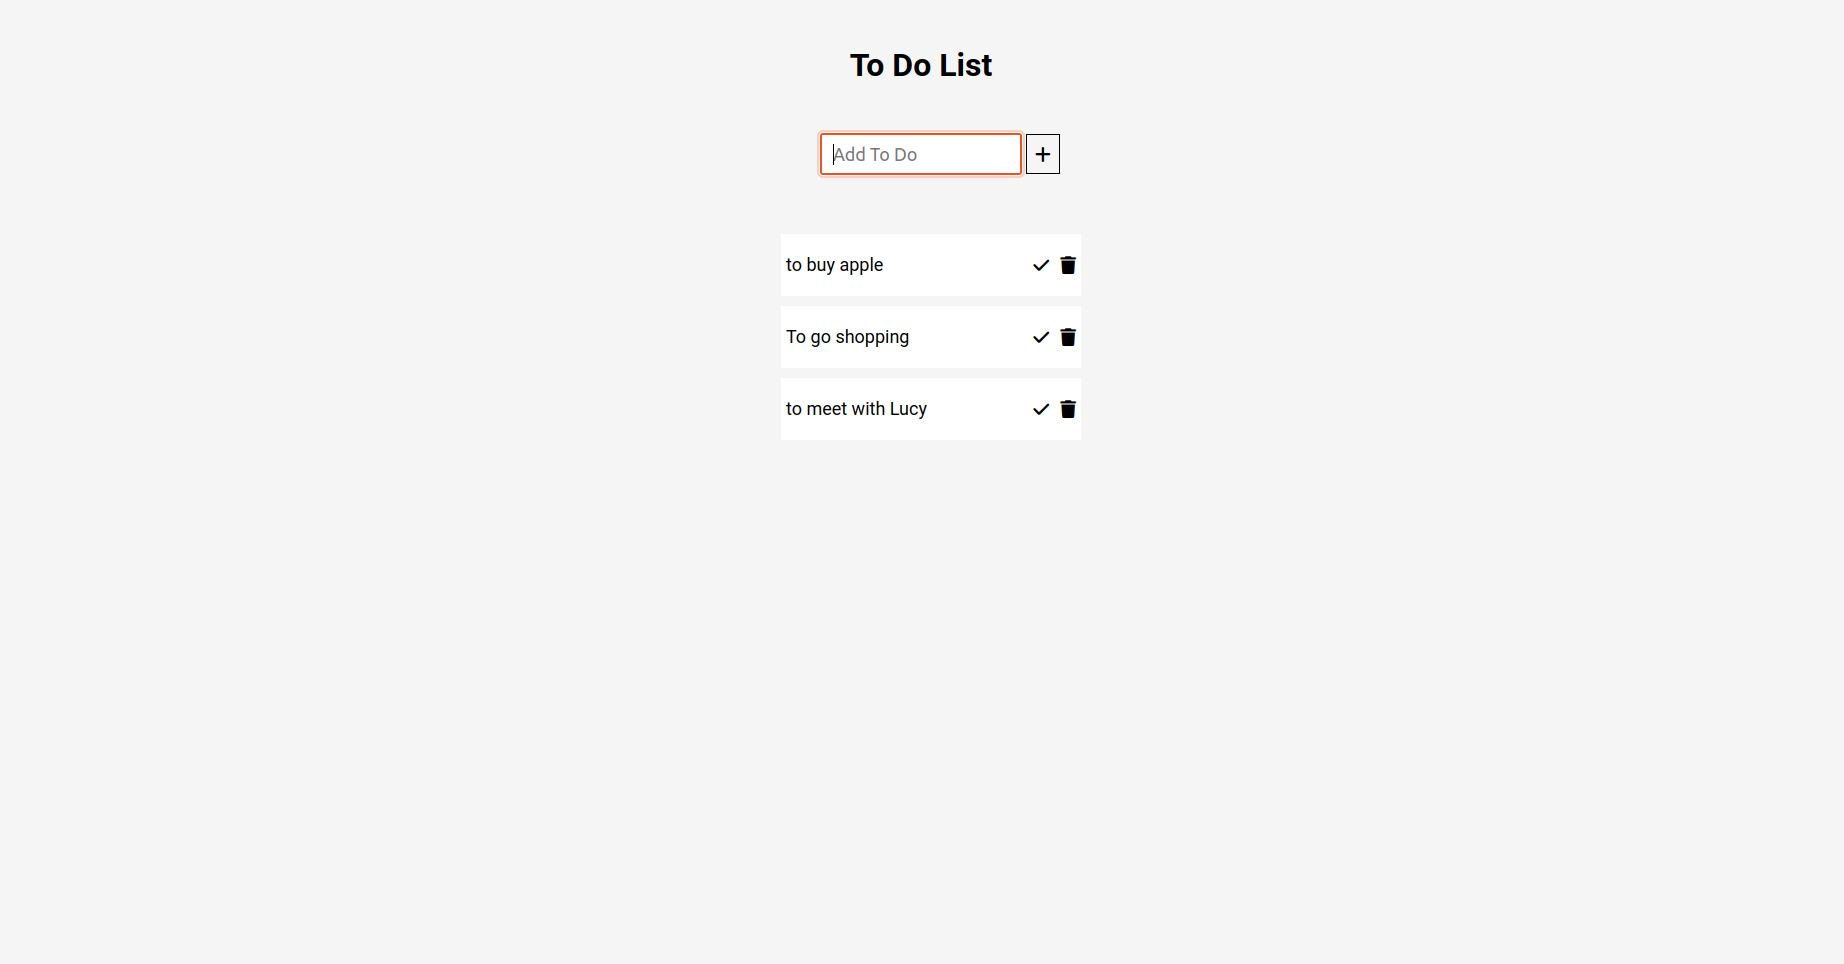 To Do List
Add To Do
to buy apple
To go shopping
to meet with Lucy